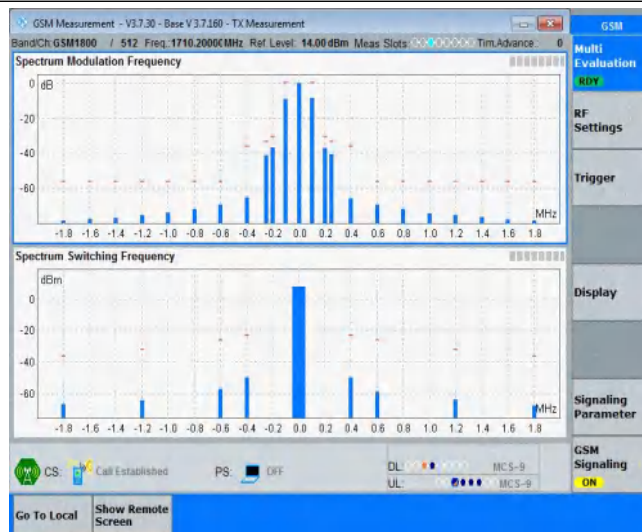 GSM Measurement - V3.7.30 - Base V 3.7.160 - TX Measurement
GSM
Band/Ch: GSM1800 / 512 Freq.: 1710.2000 MHz Ref. Level: 14.00 dBm Meas Slots: Tim.Advance: 0
Multi
Evaluation
RDY
Spectrum Modulation Frequency
dB
0
-20
-40
-60
MHz
-1.8 -1.6 -1.4 -1.2 -1.0 -0.8 -0.6 -0.4 -0.2 0.0 0.2 0.4 0.6 0.8 1.0 1.2 1.4 1.6 1.8
RF
Settings
Trigger
Spectrum Switching Frequency
dBm
0
-20
-40
-60
MHz
-1.8 -1.6 -1.4 -1.2 -1.0 -0.8 -0.6 -0.4 -0.2 0.0 0.2 0.4 0.6 0.8 1.0 1.2 1.4 1.6 1.8
Display
Signaling
Parameter
CS: Call Established PS: OFF
DL: MCS-9
UL: MCS-9
GSM
Signaling
ON
Go To Local
Show Remote
Screen